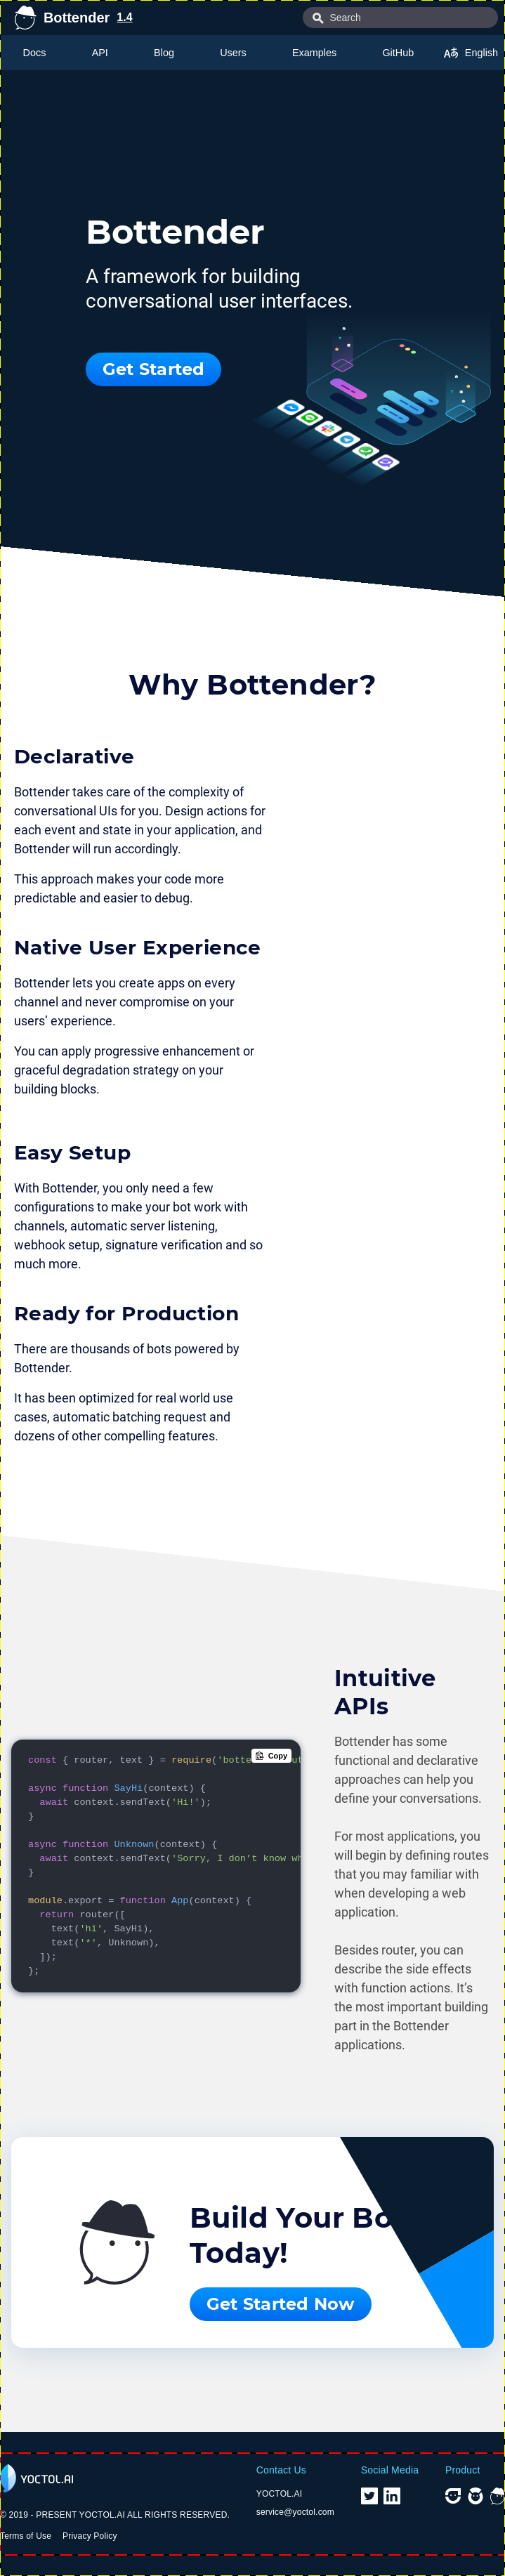 Bottender 1.4
Search
Docs API Blog Users Examples GitHub English
Bottender
A framework for building
conversational user interfaces.
Get Started
Why Bottender?
Declarative
Bottender takes care of the complexity of
conversational UIs for you. Design actions for
each event and state in your application, and
Bottender will run accordingly.
This approach makes your code more
predictable and easier to debug.
Native User Experience
Bottender lets you create apps on every
channel and never compromise on your
users’ experience.
You can apply progressive enhancement or
graceful degradation strategy on your
building blocks.
Easy Setup
With Bottender, you only need a few
configurations to make your bot work with
channels, automatic server listening,
webhook setup, signature verification and so
much more.
Ready for Production
There are thousands of bots powered by
Bottender.
It has been optimized for real world use
cases, automatic batching request and
dozens of other compelling features.
Copy
const { router, text } = require('botte
async function SayHi(context) {
await context.sendText('Hi!');
}
async function Unknown(context) {
await context.sendText('Sorry, I don’t know wh
}
module.export = function App(context) {
return router([
text('hi', SayHi),
text('*', Unknown),
]);
};
Intuitive
APIs
Bottender has some
functional and declarative
approaches can help you
define your conversations.
For most applications, you
will begin by defining routes
that you may familiar with
when developing a web
application.
Besides router, you can
describe the side effects
with function actions. It’s
the most important building
part in the Bottender
applications.
Build Your Bo
Today!
Get Started Now
YOCTOL.AI
© 2019 - PRESENT YOCTOL.AI ALL RIGHTS RESERVED.
Terms of Use Privacy Policy
Contact Us
YOCTOL.AI
service@yoctol.com
Social Media
Product